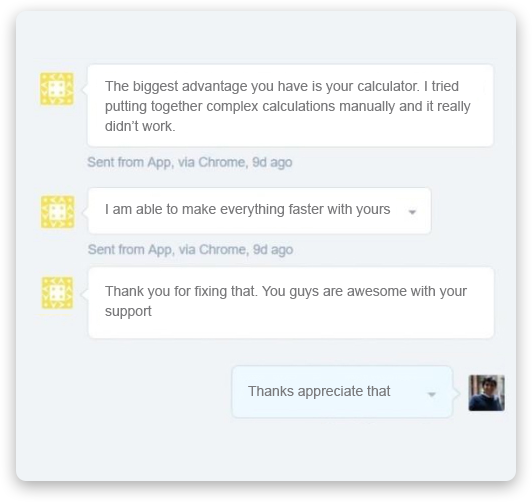 The biggest advantage you have is your calculator. I tried
putting together complex calculations manually and it really
didn’t work.
Sent from App, via Chrome, 9d ago
I am able to make everything faster with yours
Sent from App, via Chrome, 9d ago
Thank you for fixing that. You guys are awesome with your
support
Thanks appreciate that